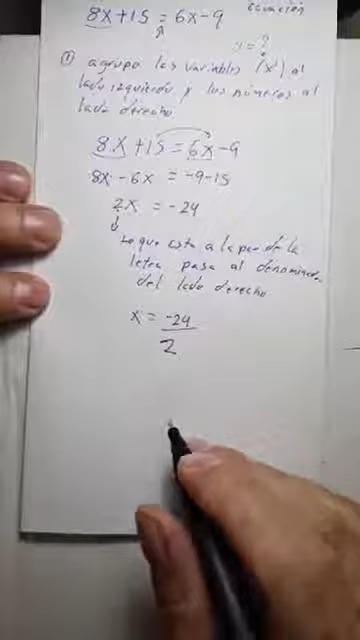 8x+15 = 6x-9
ecuación
x = ?
① agrupo las variables (x) al
lado izquierdo y los números al
lado derecho
8x+15=6x-9
8x-6x = -9-15
2x = -24
lo que esta a la par de la
letra pasa al denominador
del lado derecho
x = -24
2